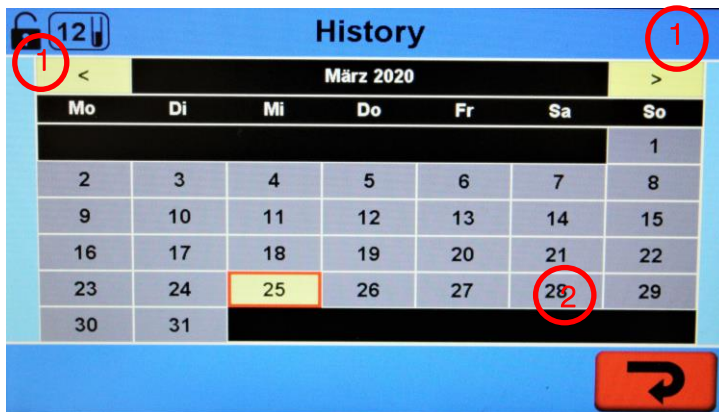 12 History 1
1
< März 2020 >
Mo Di Mi Do Fr Sa So
1
2 3 4 5 6 7 8
9 10 11 12 13 14 15
16 17 18 19 20 21 22
23 24 25 26 27 28 2 29
30 31